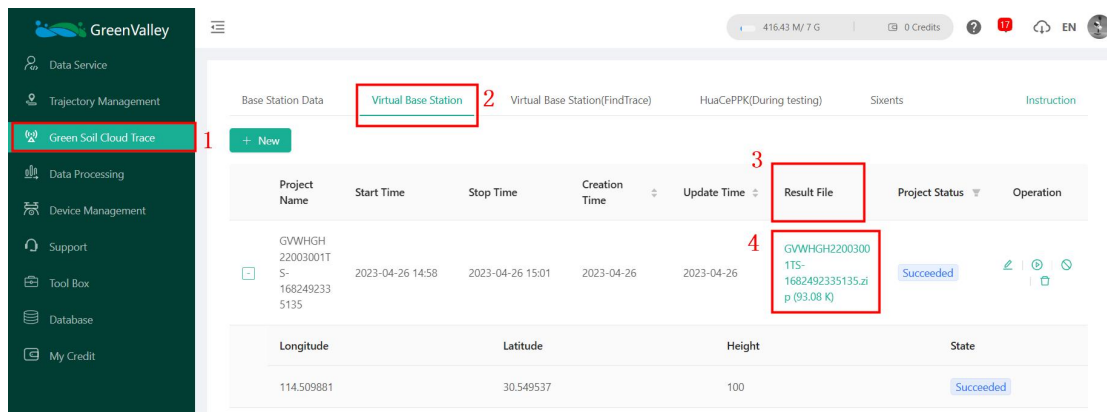 GreenValley
416.43 M/ 7 G
0 Credits
17
EN
Data Service
Trajectory Management
Green Soil Cloud Trace
Data Processing
Device Management
Support
Tool Box
Database
My Credit
1
Base Station Data
Virtual Base Station
2
Virtual Base Station(FindTrace)
HuaCePPK(During testing)
Sixents
Instruction
+ New
3
Project
Name
Start Time
Stop Time
Creation
Time
Update Time
Result File
Project Status
Operation
GVWHGH
22003001T
S-
168249233
5135
2023-04-26 14:58
2023-04-26 15:01
2023-04-26
2023-04-26
4
GVWHGH2200300
1TS-
1682492335135.zi
p (93.08 K)
Succeeded
Longitude
Latitude
Height
State
114.509881
30.549537
100
Succeeded